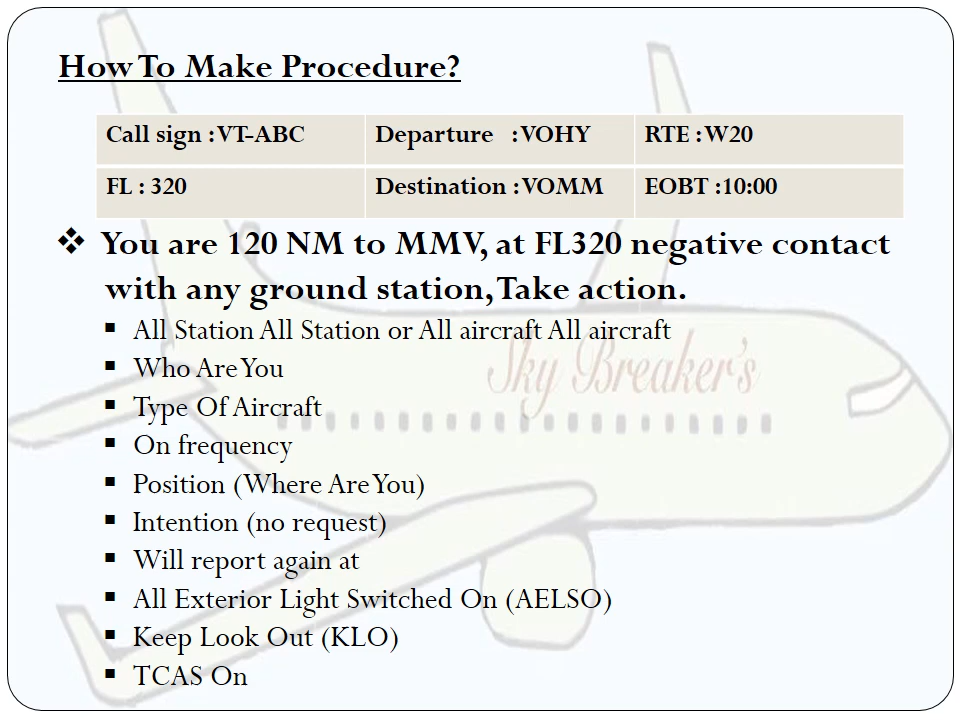 How To Make Procedure?
Call sign : VT-ABC Departure : VOHY RTE : W20
FL : 320 Destination : VOMM EOBT :10:00
❖ You are 120 NM to MMV, at FL320 negative contact
with any ground station, Take action.
▪ All Station All Station or All aircraft All aircraft
▪ Who Are You
▪ Type Of Aircraft
▪ On frequency
▪ Position (Where Are You)
▪ Intention (no request)
▪ Will report again at
▪ All Exterior Light Switched On (AELSO)
▪ Keep Look Out (KLO)
▪ TCAS On
Sky Breaker's